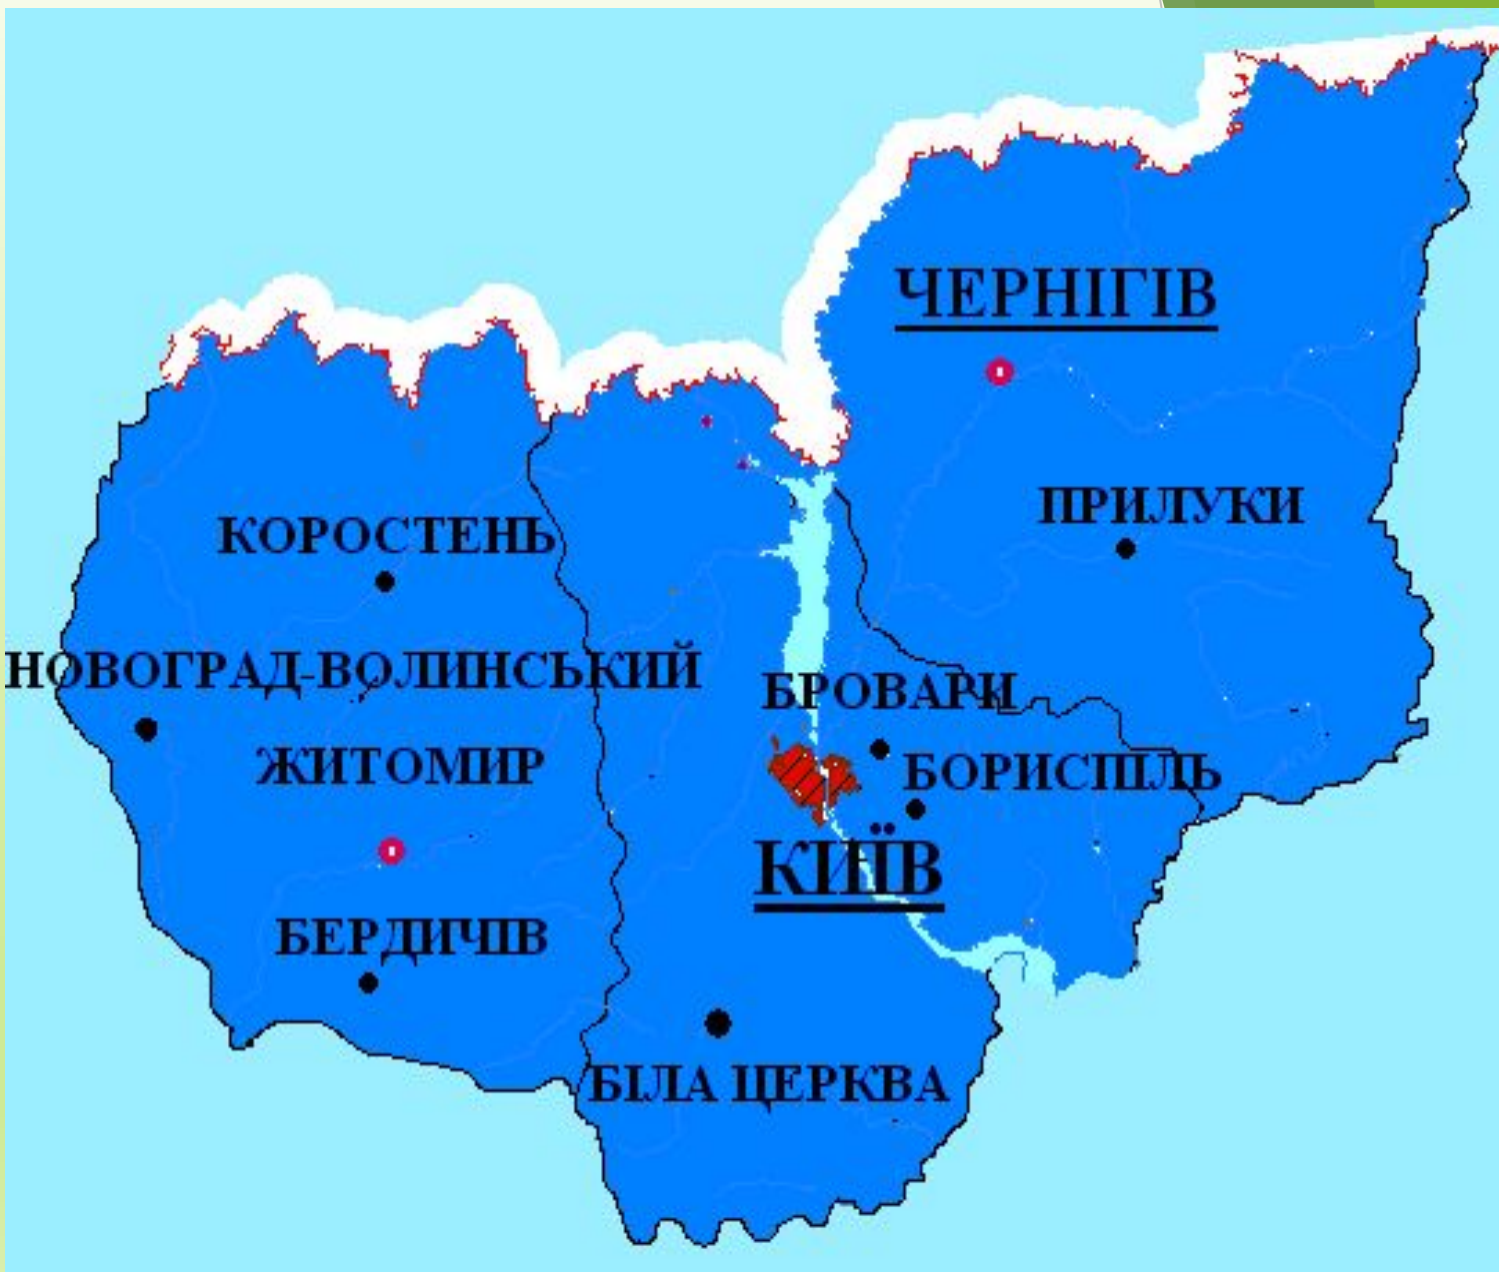 ЧЕРНІГІВ
ПРИЛУКИ
КОРОСТЕНЬ
НОВОГРАД-ВОЛИНСЬКИЙ
БРОВАРИ
ЖИТОМИР
БОРИСПІЛЬ
КИЇВ
БЕРДИЧІВ
БІЛА ЦЕРКВА